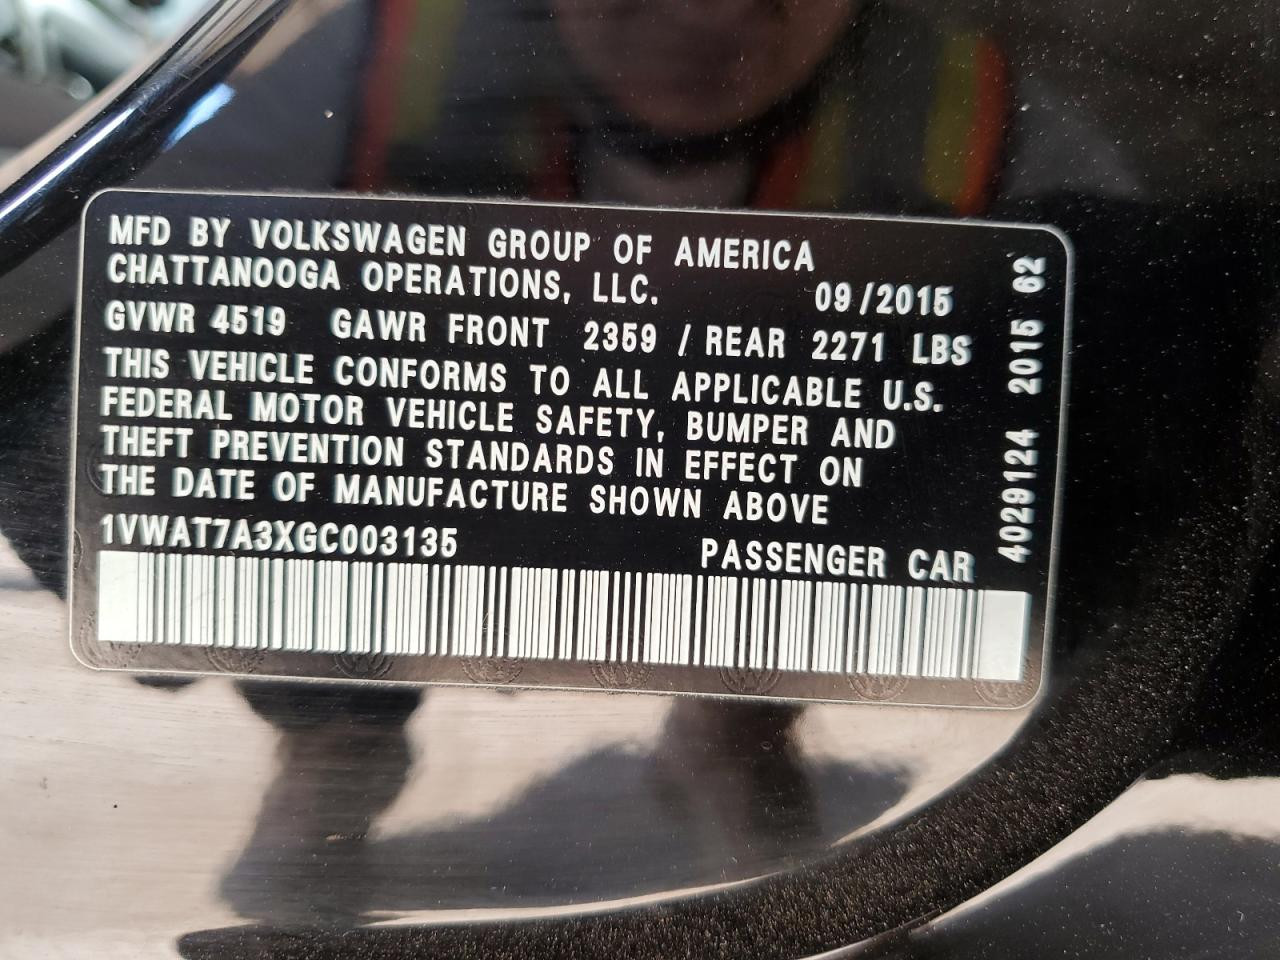 MFD BY VOLKSWAGEN GROUP OF AMERICA
CHATTANOOGA OPERATIONS, LLC. 09/2015
GVWR 4519 GAWR FRONT 2359 / REAR 2271 LBS
THIS VEHICLE CONFORMS TO ALL APPLICABLE U.S.
FEDERAL MOTOR VEHICLE SAFETY, BUMPER AND
THEFT PREVENTION STANDARDS IN EFFECT ON
THE DATE OF MANUFACTURE SHOWN ABOVE
1VWAT7A3XGC003135 PASSENGER CAR
4029124 2015 62